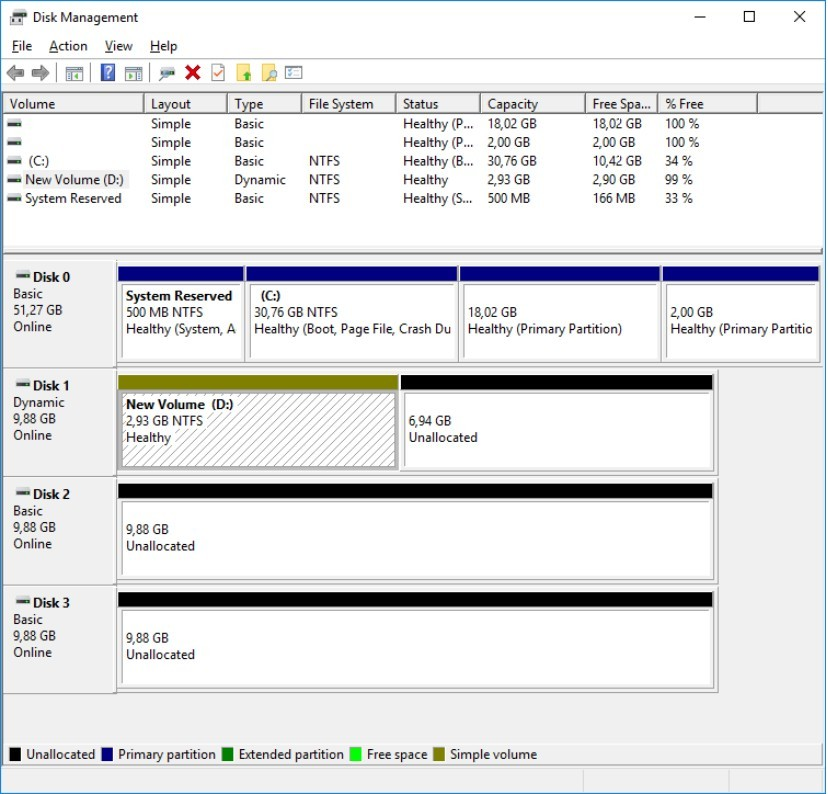 Disk Management
File Action View Help
Volume Layout Type File System Status Capacity Free Spa... % Free
Simple Basic Healthy (P... 18,02 GB 18,02 GB 100 %
Simple Basic Healthy (P... 2,00 GB 2,00 GB 100 %
(C:) Simple Basic NTFS Healthy (B... 30,76 GB 10,42 GB 34 %
New Volume (D:) Simple Dynamic NTFS Healthy 2,93 GB 2,90 GB 99 %
System Reserved Simple Basic NTFS Healthy (S... 500 MB 166 MB 33 %
Disk 0
Basic
51,27 GB
Online
System Reserved
500 MB NTFS
Healthy (System, A
(C:)
30,76 GB NTFS
Healthy (Boot, Page File, Crash Du
18,02 GB
Healthy (Primary Partition)
2,00 GB
Healthy (Primary Partitio
Disk 1
Dynamic
9,88 GB
Online
New Volume (D:)
2,93 GB NTFS
Healthy
6,94 GB
Unallocated
Disk 2
Basic
9,88 GB
Online
9,88 GB
Unallocated
Disk 3
Basic
9,88 GB
Online
9,88 GB
Unallocated
Unallocated Primary partition Extended partition Free space Simple volume